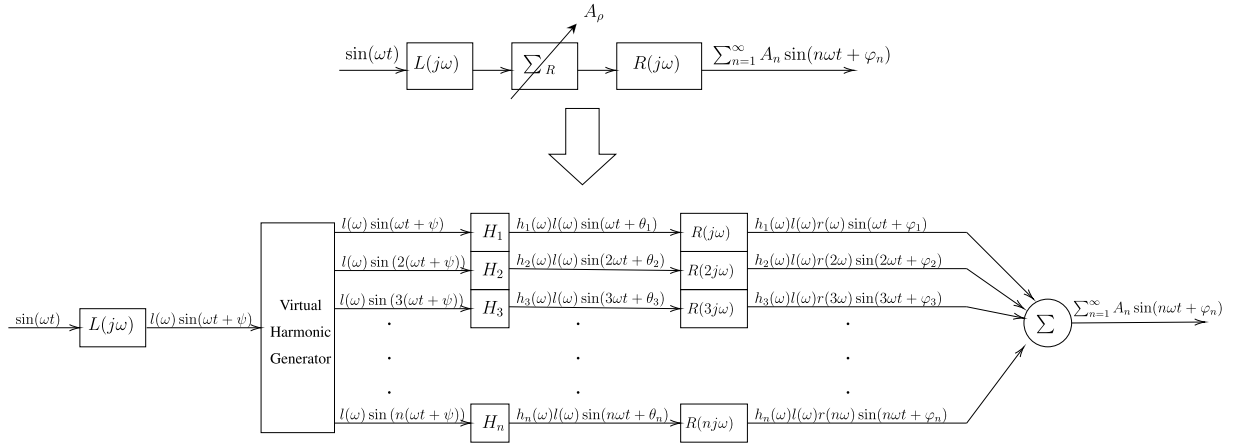 A_ρ
sin(ωt) L(jω) ∑_R R(jω) ∑_{n=1}^{∞} A_n sin(nωt + φ_n)
l(ω) sin(ωt + ψ) H_1 h_1(ω)l(ω) sin(ωt + θ_1) R(jω) h_1(ω)l(ω)r(ω) sin(ωt + φ_1)
l(ω) sin (2(ωt + ψ)) H_2 h_2(ω)l(ω) sin(2ωt + θ_2) R(2jω) h_2(ω)l(ω)r(2ω) sin(2ωt + φ_2)
l(ω) sin (3(ωt + ψ)) H_3 h_3(ω)l(ω) sin(3ωt + θ_3) R(3jω) h_3(ω)l(ω)r(3ω) sin(3ωt + φ_3)
sin(ωt) L(jω) l(ω) sin(ωt + ψ)
Virtual
Harmonic
Generator
∑ ∑_{n=1}^{∞} A_n sin(nωt + φ_n)
l(ω) sin (n(ωt + ψ)) H_n h_n(ω)l(ω) sin(nωt + θ_n) R(njω) h_n(ω)l(ω)r(nω) sin(nωt + φ_n)